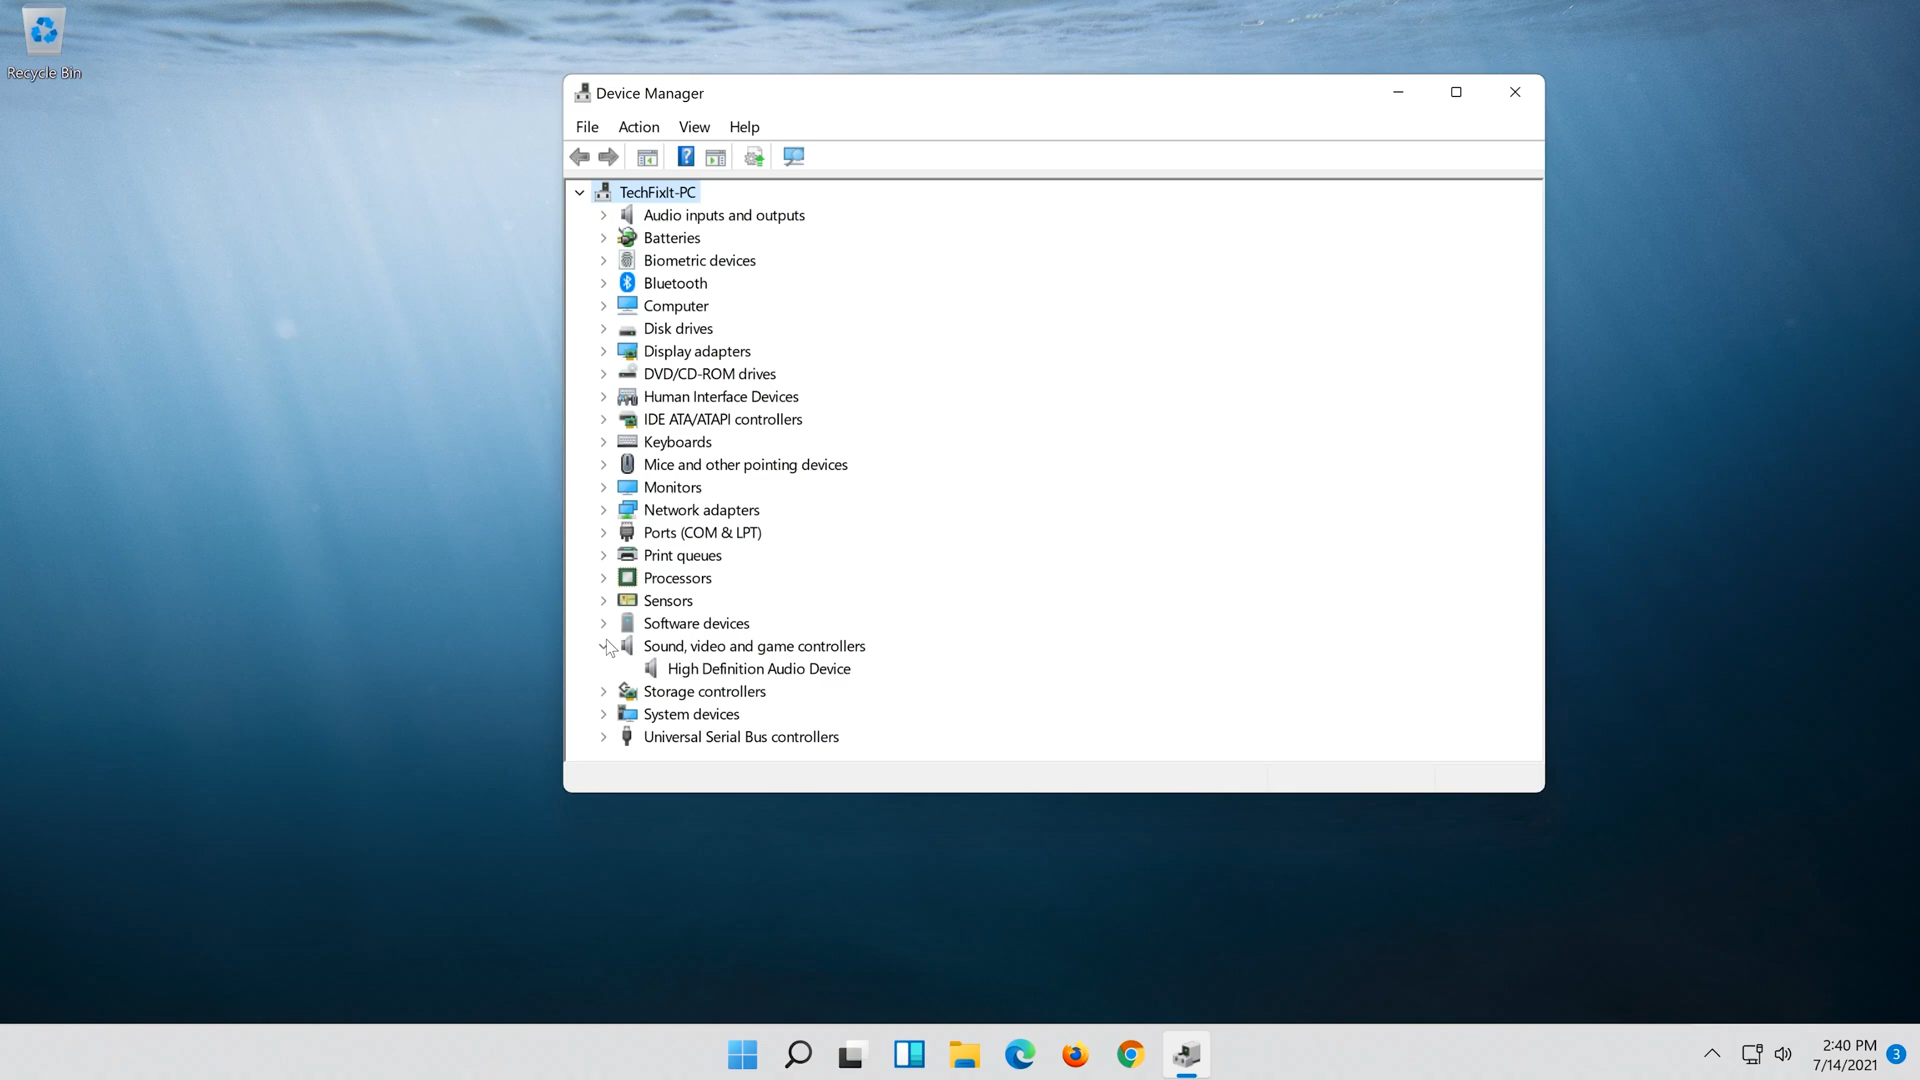 Recycle Bin
Device Manager
File Action View Help
?
TechFixIt-PC
Audio inputs and outputs
Batteries
Biometric devices
Bluetooth
Computer
Disk drives
Display adapters
DVD/CD-ROM drives
Human Interface Devices
IDE ATA/ATAPI controllers
Keyboards
Mice and other pointing devices
Monitors
Network adapters
Ports (COM & LPT)
Print queues
Processors
Sensors
Software devices
Sound, video and game controllers
High Definition Audio Device
Storage controllers
System devices
Universal Serial Bus controllers
2:40 PM
7/14/2021
3